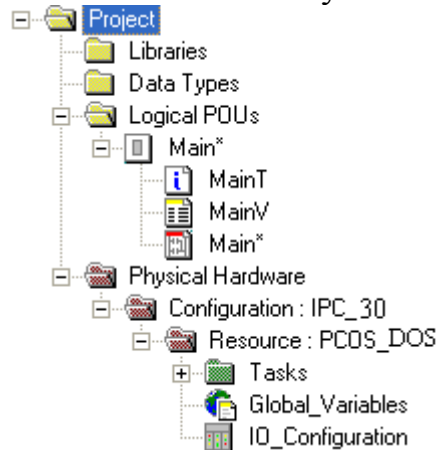 Project
Libraries
Data Types
Logical POUs
Main*
MainT
MainV
Main*
Physical Hardware
Configuration : IPC_30
Resource : PCOS_DOS
Tasks
Global_Variables
IO_Configuration